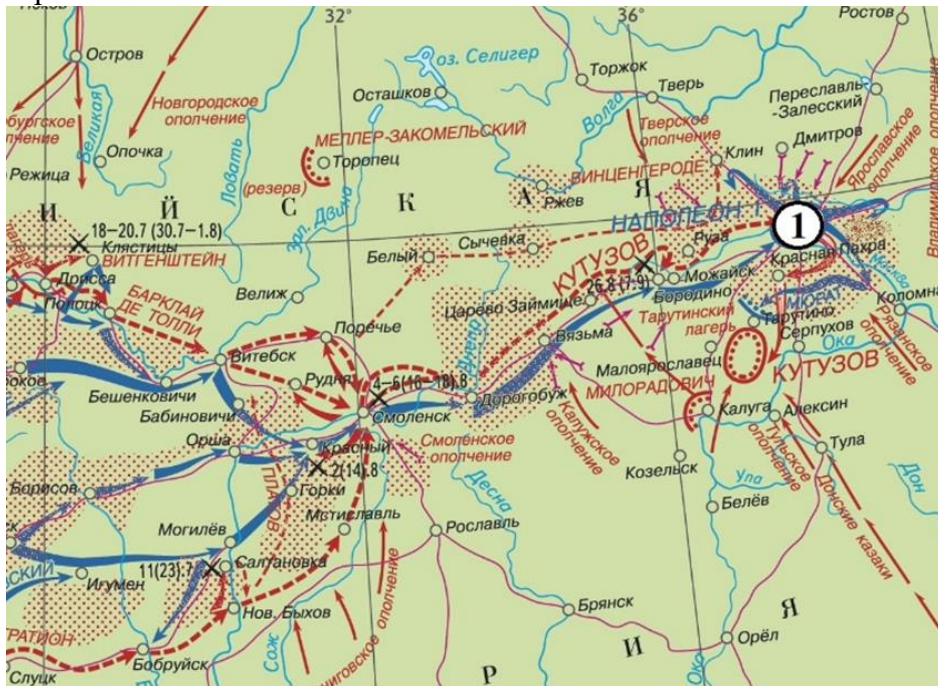 32°
36°
Остров
Великая
Новгородское
ополчение
Ловать
оз. Селигер
Осташков
Торжок
Волга
Тверь
Тверское
ополчение
Ростов
Переславль
-Залесский
Дмитров
Ярославское
ополчение
Владимирское ополчение
Опочка
Режица
МЕЛЛЕР-ЗАКОМЕЛЬСКИЙ
Торопец
(резерв)
Зап. Двина
Ржев
ВИНЦЕНГЕРОДЕ
Клин
И Й С К А Я
НАПОЛЕОН I
1
18–20.7 (30.7–1.8)
Клястицы
ВИТГЕНШТЕЙН
Дрисса
Полоцк
БАРКЛАЙ
ДЕ ТОЛЛИ
Велиж
Белый
Сычевка
КУТУЗОВ
Руза
26.8 (7.9)
Можайск
Бородино
Красная Пахра
Москва
МЮРАТ
Коломна
Царево Займище
Тарутинский
лагерь
Тарутино
Серпухов
Ока
Рязанское
ополчение
Поречье
Днепр
Вязьма
Малоярославец
КУТУЗОВ
Витебск
Рудня
4–6(16–18).8
Дорогобуж
МИЛОРАДОВИЧ
Бешенковичи
Бабиновичи
Смоленск
Калужское
ополчение
Калуга
Алексин
Орша
Красный
Смоленское
ополчение
Тульское
ополчение
Тула
2(14).8
ПЛАТОВ
Козельск
Упа
Дон
Борисов
Горки
Десна
Белёв
Донские казаки
Могилёв
Мстиславль
Рославль
11(23).7
Салтановка
Игумен
Нов. Быхов
Брянск
Орёл
Ока
Сож
Бобруйск
Слуцк
Р И Я